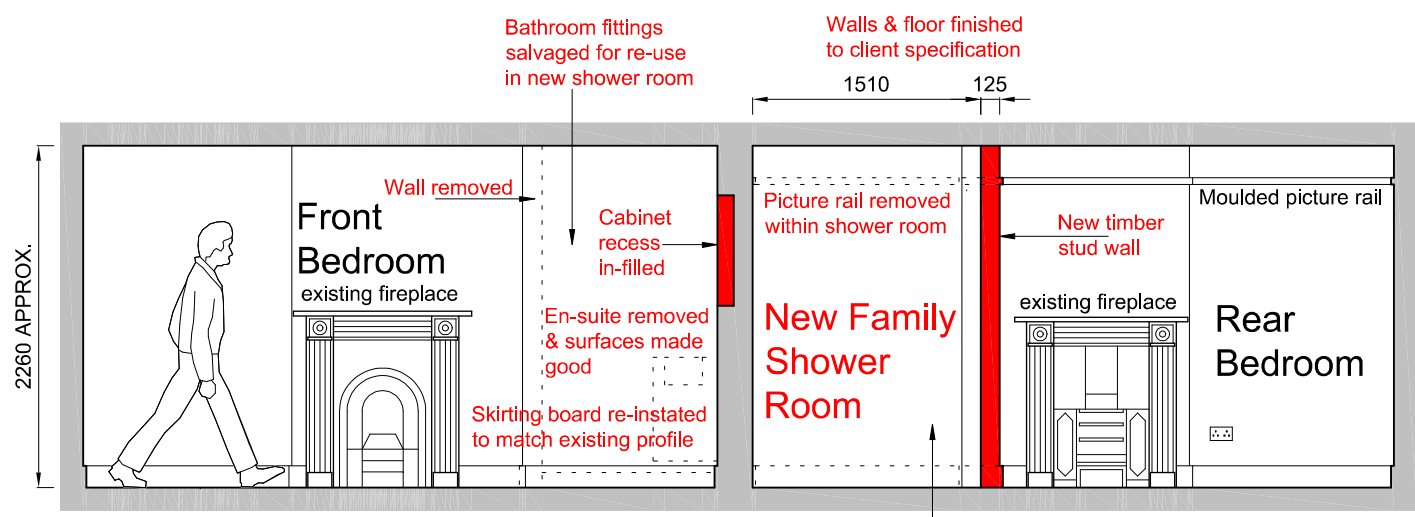 Bathroom fittings
salvaged for re-use
in new shower room
Walls & floor finished
to client specification
1510
125
2260 APPROX.
Wall removed
Front
Bedroom
existing fireplace
Cabinet
recess
in-filled
En-suite removed
& surfaces made
good
Skirting board re-instated
to match existing profile
Picture rail removed
within shower room
New Family
Shower
Room
New timber
stud wall
existing fireplace
Moulded picture rail
Rear
Bedroom